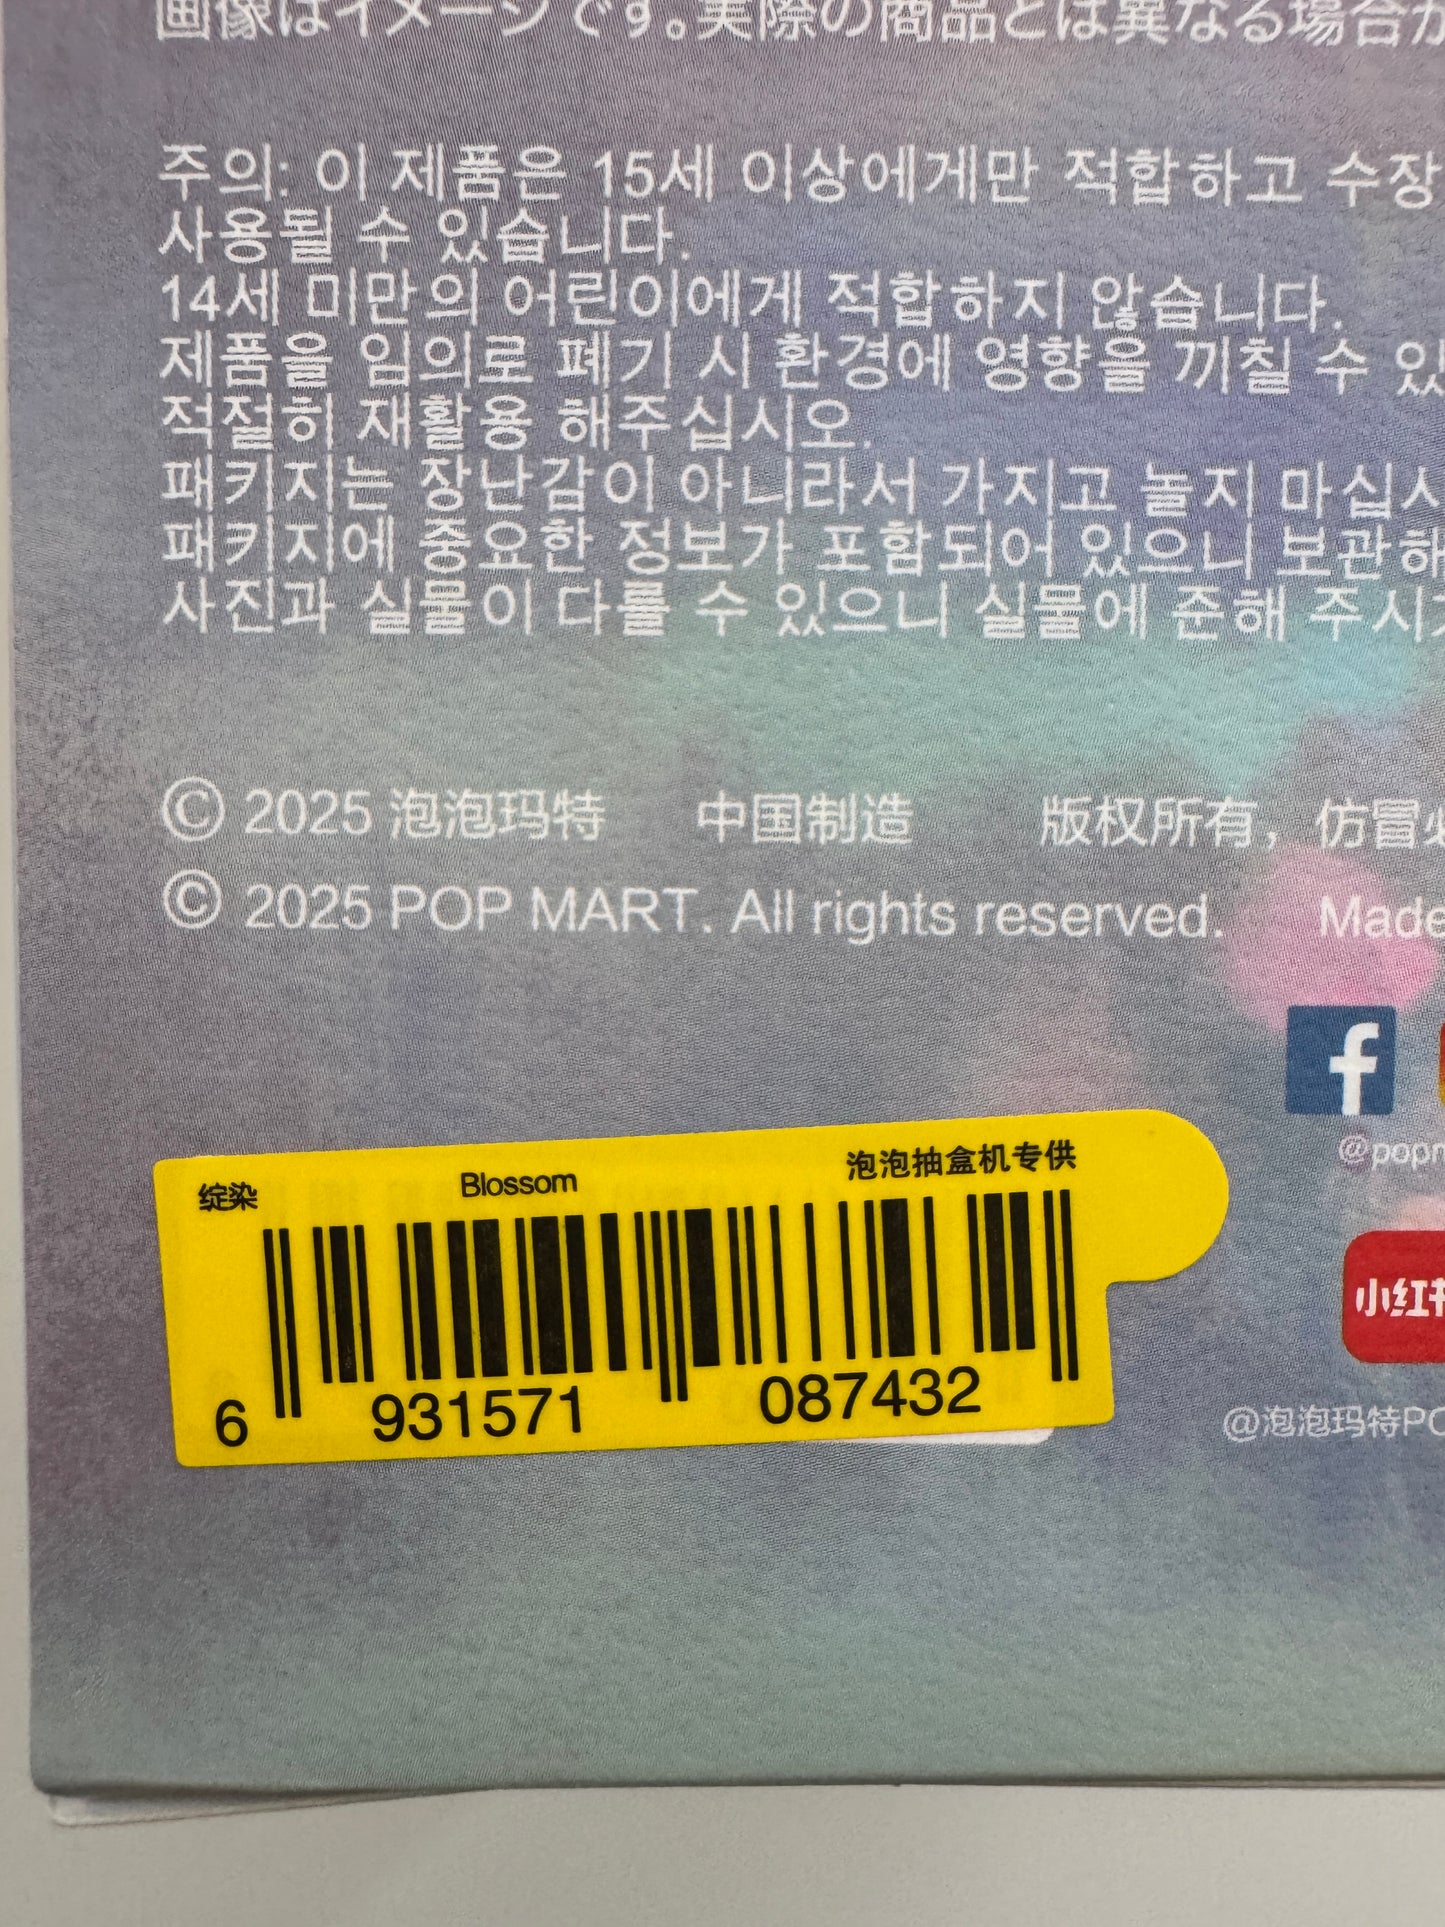 画像はイメージです。実際の商品とは異なる場合が
주의: 이 제품은 15세 이상에게만 적합하고 수장
사용될 수 있습니다.
14세 미만의 어린이에게 적합하지 않습니다.
제품을 임의로 폐기 시 환경에 영향을 끼칠 수 있
적절히 재활용 해주십시오.
패키지는 장난감이 아니라서 가지고 놀지 마십시
패키지에 중요한 정보가 포함되어 있으니 보관해
사진과 실물이 다를 수 있으니 실물에 준해 주시
© 2025 泡泡玛特 中国制造 版权所有，仿冒
© 2025 POP MART. All rights reserved. Made
f
@popm
绽染 Blossom 泡泡抽盒机专供
6 931571 087432
小红书
@泡泡玛特PO